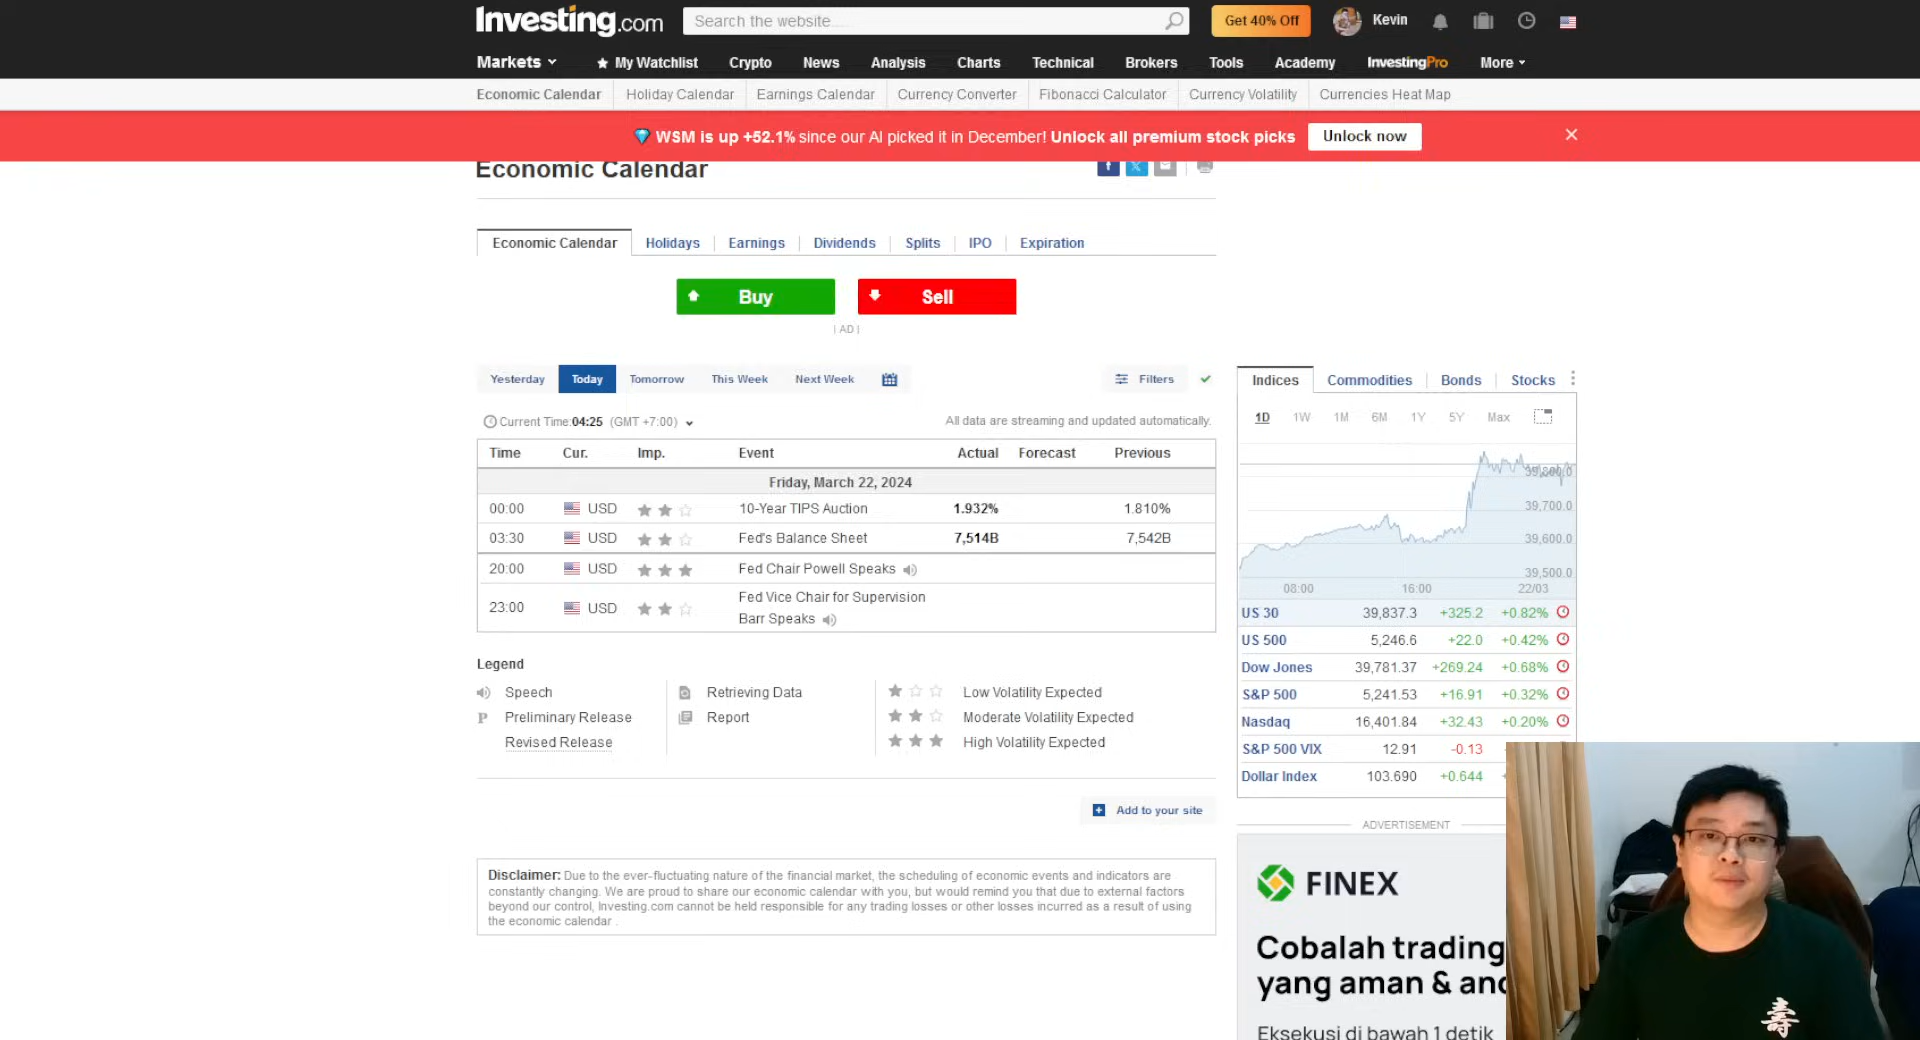 Investing.com
Search the website...
Get 40% Off
Kevin
Markets
My Watchlist
Crypto
News
Analysis
Charts
Technical
Brokers
Tools
Academy
InvestingPro
More
Economic Calendar
Holiday Calendar
Earnings Calendar
Currency Converter
Fibonacci Calculator
Currency Volatility
Currencies Heat Map
WSM is up +52.1% since our AI picked it in December! Unlock all premium stock picks
Unlock now
Economic Calendar
Economic Calendar
Holidays
Earnings
Dividends
Splits
IPO
Expiration
Buy
Sell
| AD |
Yesterday
Today
Tomorrow
This Week
Next Week
Filters
Current Time:04:25 (GMT +7:00)
All data are streaming and updated automatically.
Time Cur. Imp. Event Actual Forecast Previous
Friday, March 22, 2024
00:00 USD 10-Year TIPS Auction 1.932% 1.810%
03:30 USD Fed's Balance Sheet 7,514B 7,542B
20:00 USD Fed Chair Powell Speaks
23:00 USD Fed Vice Chair for Supervision
Barr Speaks
Legend
Speech
P Preliminary Release
Revised Release
Retrieving Data
Report
Low Volatility Expected
Moderate Volatility Expected
High Volatility Expected
Add to your site
Disclaimer: Due to the ever-fluctuating nature of the financial market, the scheduling of economic events and indicators are
constantly changing. We are proud to share our economic calendar with you, but would remind you that due to external factors
beyond our control, Investing.com cannot be held responsible for any trading losses or other losses incurred as a result of using
the economic calendar .
Indices
Commodities
Bonds
Stocks
1D 1W 1M 6M 1Y 5Y Max
39,800.0
39,700.0
39,600.0
39,500.0
08:00 16:00 22/03
US 30 39,837.3 +325.2 +0.82%
US 500 5,246.6 +22.0 +0.42%
Dow Jones 39,781.37 +269.24 +0.68%
S&P 500 5,241.53 +16.91 +0.32%
Nasdaq 16,401.84 +32.43 +0.20%
S&P 500 VIX 12.91 -0.13
Dollar Index 103.690 +0.644
ADVERTISEMENT
FINEX
Cobalah trading
yang aman &
Eksekusi di bawah 1 detik
壽